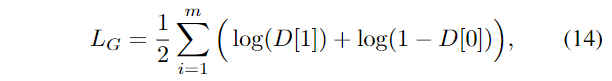 L_G = \frac{1}{2} \sum_{i=1}^{m} \Big( \log(D[1]) + \log(1 - D[0]) \Big), (14)